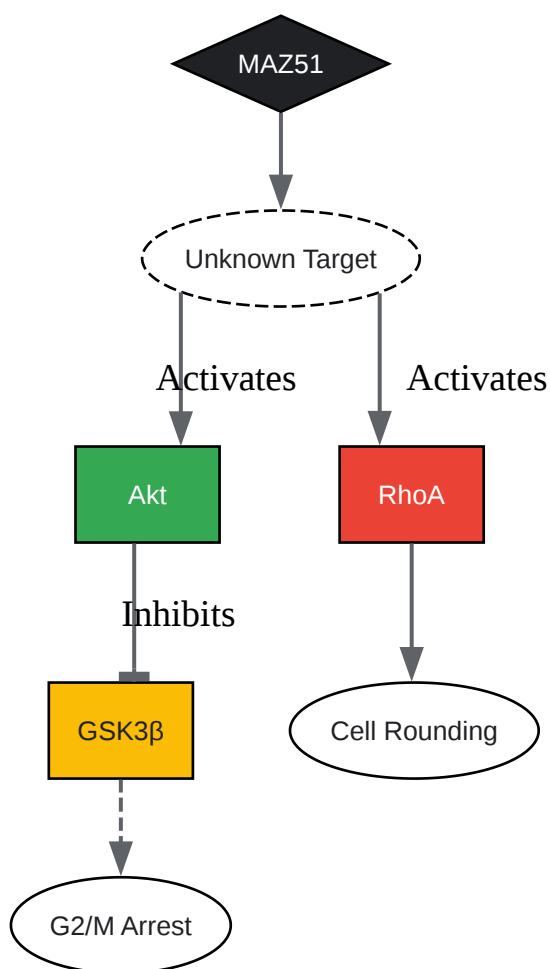 MAZ51
Unknown Target
Activates
Activates
Akt
RhoA
Inhibits
GSK3β
Cell Rounding
G2/M Arrest